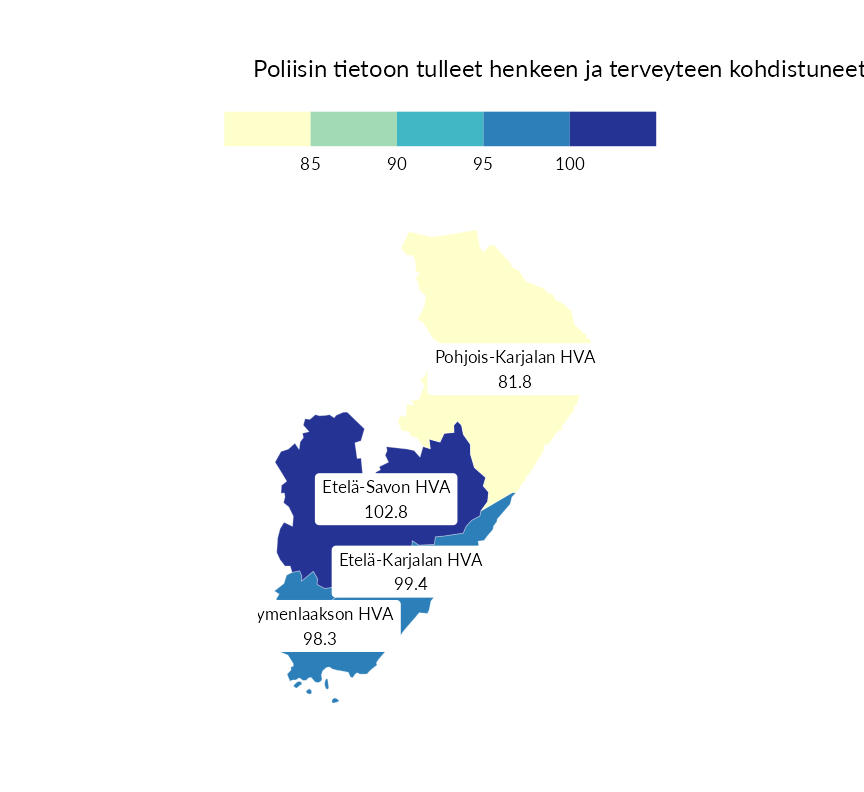 Poliisin tietoon tulleet henkeen ja terveyteen kohdistuneet
85 90 95 100
Pohjois-Karjalan HVA
81.8
Etelä-Savon HVA
102.8
Etelä-Karjalan HVA
99.4
ymenlaakson HVA
98.3